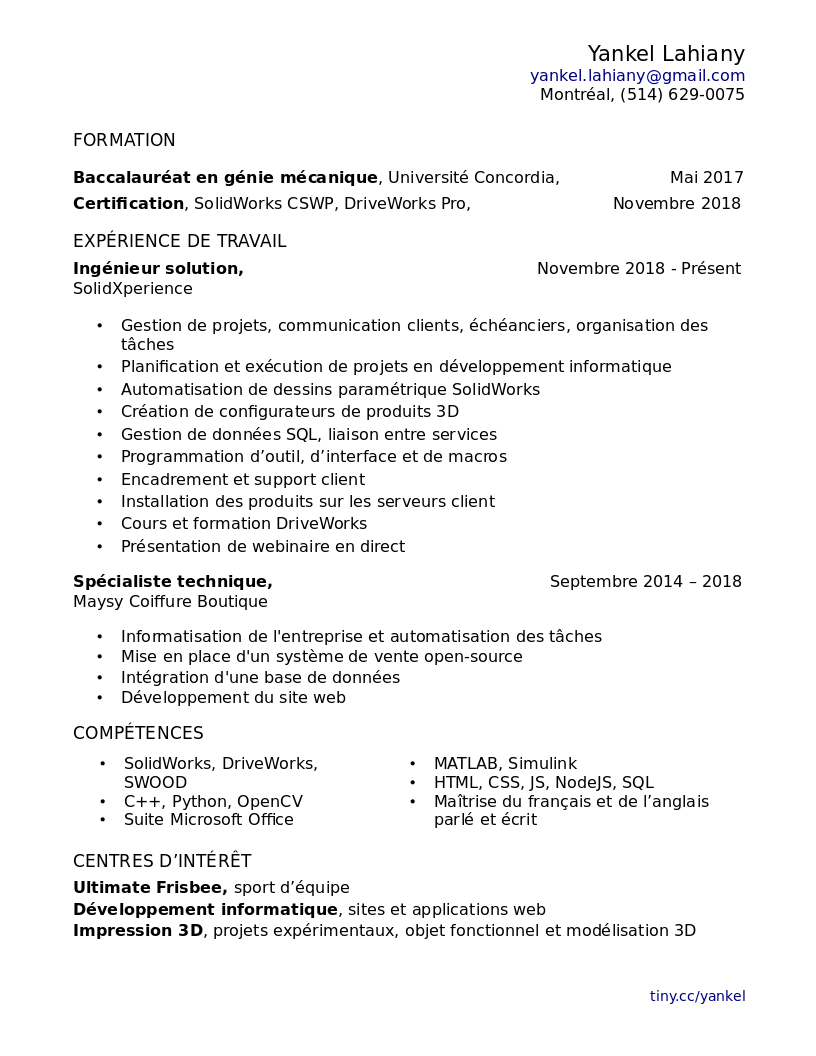 Yankel Lahiany
yankel.lahiany@gmail.com
Montréal, (514) 629-0075
FORMATION
Baccalauréat en génie mécanique, Université Concordia, Mai 2017
Certification, SolidWorks CSWP, DriveWorks Pro, Novembre 2018
EXPÉRIENCE DE TRAVAIL
Ingénieur solution, Novembre 2018 - Présent
SolidXperience
• Gestion de projets, communication clients, échéanciers, organisation des
tâches
• Planification et exécution de projets en développement informatique
• Automatisation de dessins paramétrique SolidWorks
• Création de configurateurs de produits 3D
• Gestion de données SQL, liaison entre services
• Programmation d’outil, d’interface et de macros
• Encadrement et support client
• Installation des produits sur les serveurs client
• Cours et formation DriveWorks
• Présentation de webinaire en direct
Spécialiste technique, Septembre 2014 – 2018
Maysy Coiffure Boutique
• Informatisation de l'entreprise et automatisation des tâches
• Mise en place d'un système de vente open-source
• Intégration d'une base de données
• Développement du site web
COMPÉTENCES
• SolidWorks, DriveWorks,
SWOOD
• C++, Python, OpenCV
• Suite Microsoft Office
• MATLAB, Simulink
• HTML, CSS, JS, NodeJS, SQL
• Maîtrise du français et de l’anglais
parlé et écrit
CENTRES D’INTÉRÊT
Ultimate Frisbee, sport d’équipe
Développement informatique, sites et applications web
Impression 3D, projets expérimentaux, objet fonctionnel et modélisation 3D
tiny.cc/yankel